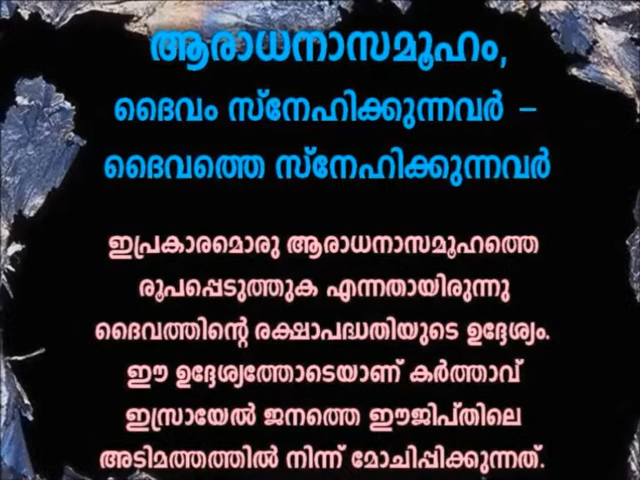 ആരാധനാസമൂഹം,
ദൈവം സ്നേഹിക്കുന്നവർ –
ദൈവത്തെ സ്നേഹിക്കുന്നവർ
ഇപ്രകാരമൊരു ആരാധനാസമൂഹത്തെ
രൂപപ്പെടുത്തുക എന്നതായിരുന്നു
ദൈവത്തിന്റെ രക്ഷാപദ്ധതിയുടെ ഉദ്ദേശ്യം.
ഈ ഉദ്ദേശ്യത്തോടെയാണ് കർത്താവ്
ഇസ്രായേൽ ജനത്തെ ഈജിപ്തിലെ
അടിമത്തത്തിൽ നിന്ന് മോചിപ്പിക്കുന്നത്.